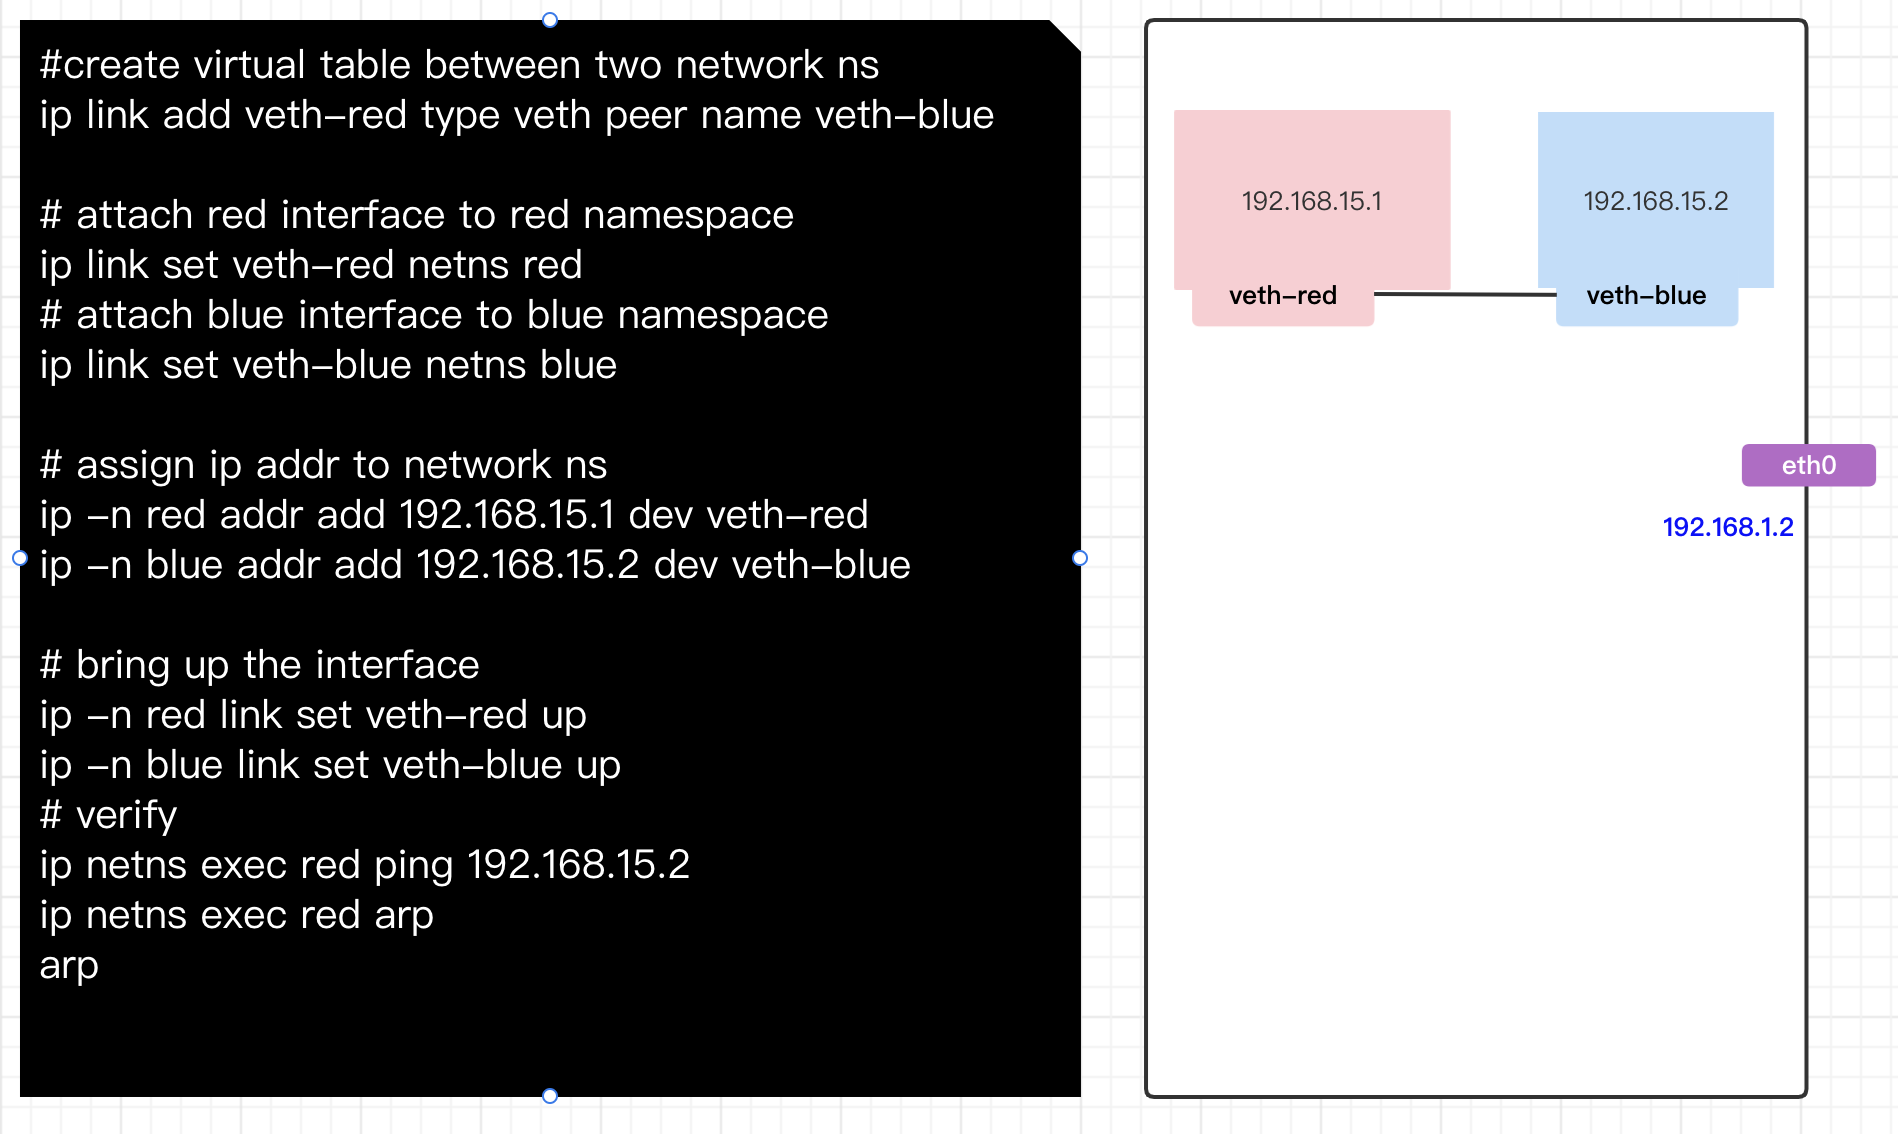 #create virtual table between two network ns
ip link add veth-red type veth peer name veth-blue
# attach red interface to red namespace
ip link set veth-red netns red
# attach blue interface to blue namespace
ip link set veth-blue netns blue
# assign ip addr to network ns
ip -n red addr add 192.168.15.1 dev veth-red
ip -n blue addr add 192.168.15.2 dev veth-blue
# bring up the interface
ip -n red link set veth-red up
ip -n blue link set veth-blue up
# verify
ip netns exec red ping 192.168.15.2
ip netns exec red arp
arp
192.168.15.1
192.168.15.2
veth-red
veth-blue
eth0
192.168.1.2